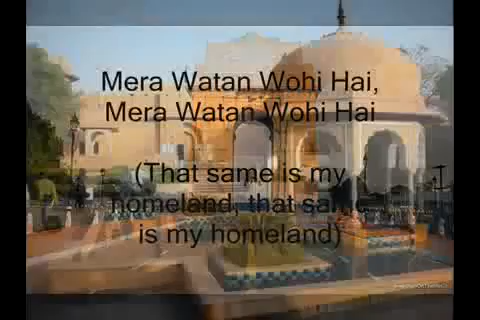 Mera Watan Wohi Hai,
Mera Watan Wohi Hai
(That same is my
homeland, that same
is my homeland)